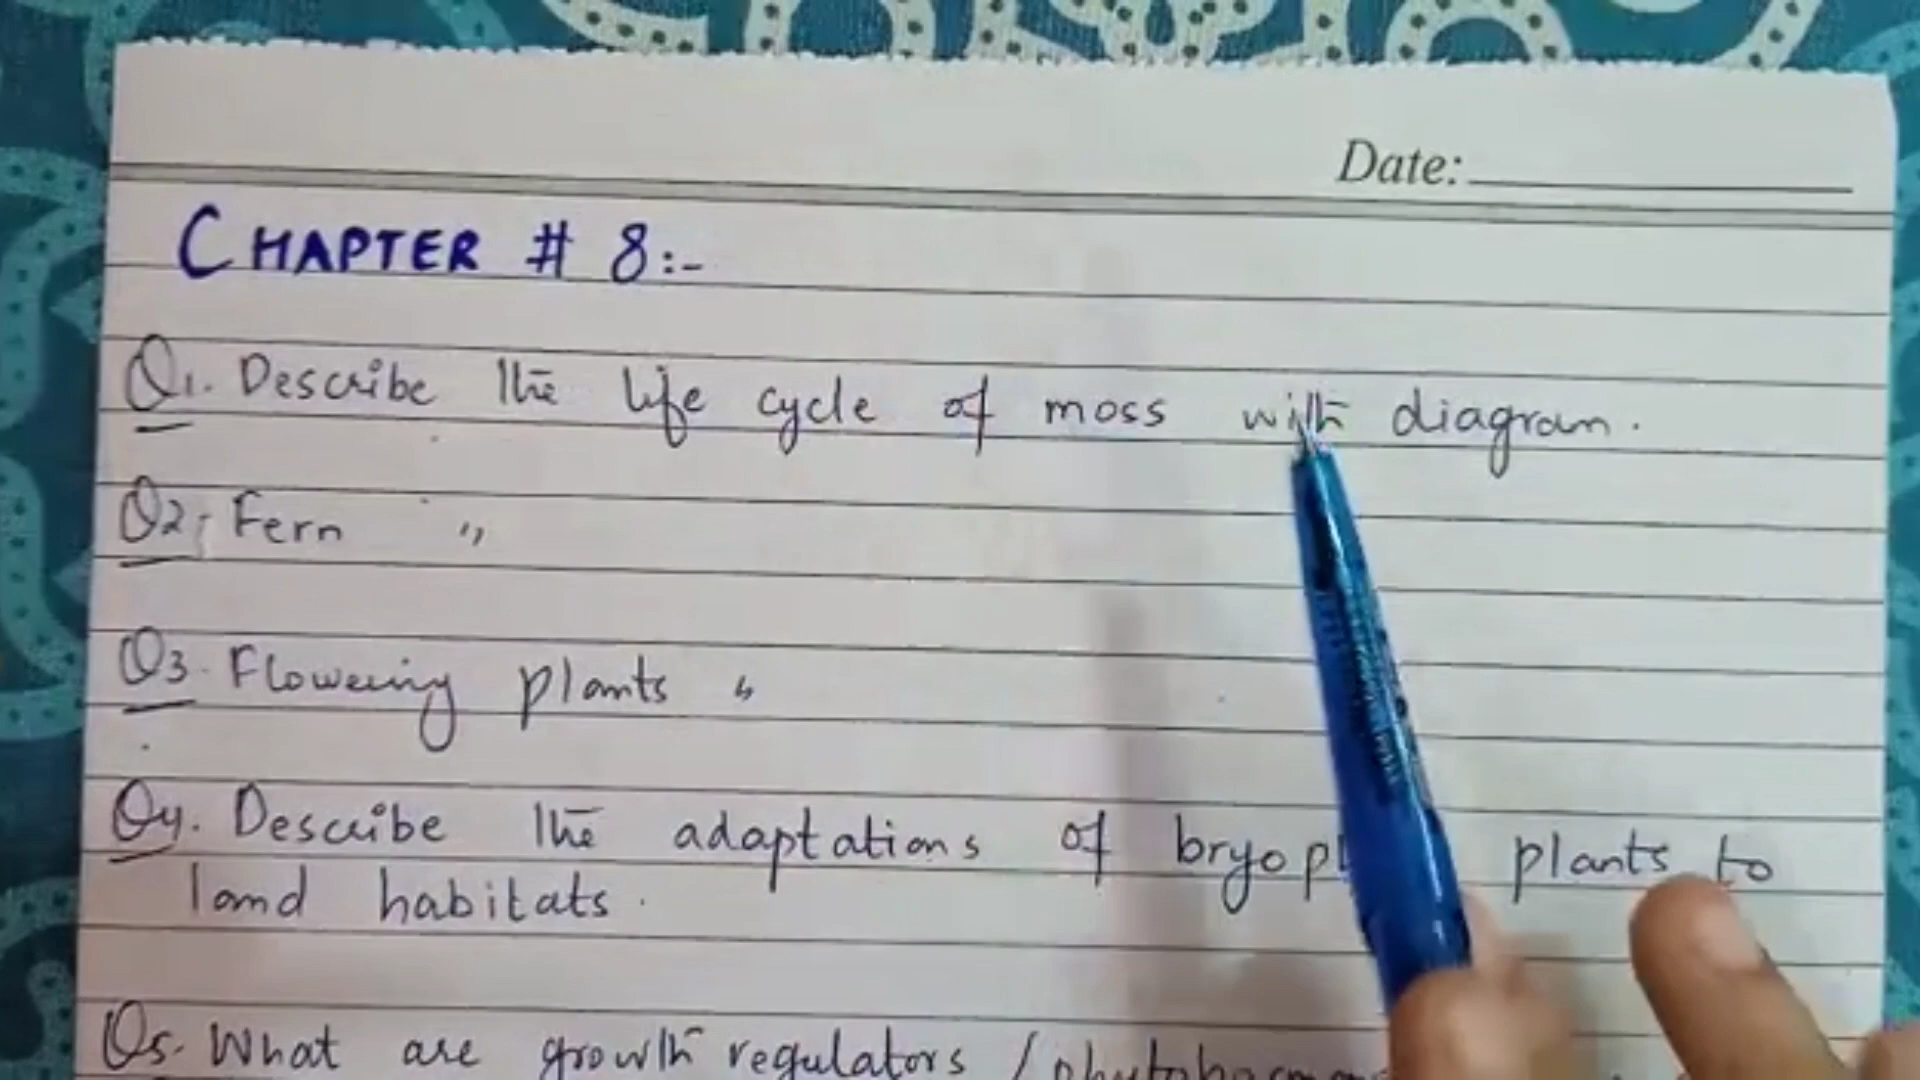 Date:
CHAPTER # 8:-
Q1. Describe the life cycle of moss with diagram.
Q2. Fern "
Q3. Flowering plants "
Q4. Describe the adaptations of plants to
land habitats.
Q5. What are growth regulators /